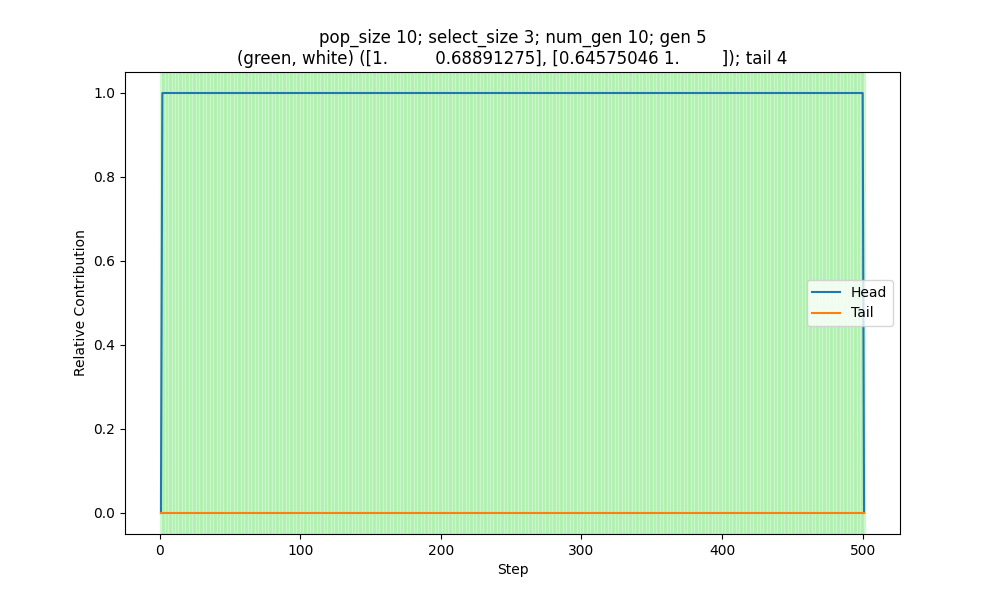 pop_size 10; select_size 3; num_gen 10; gen 5
(green, white) ([1.         0.68891275], [0.64575046 1.        ]); tail 4
Relative Contribution
1.0
0.8
0.6
0.4
0.2
0.0
Head
Tail
0
100
200
300
400
500
Step